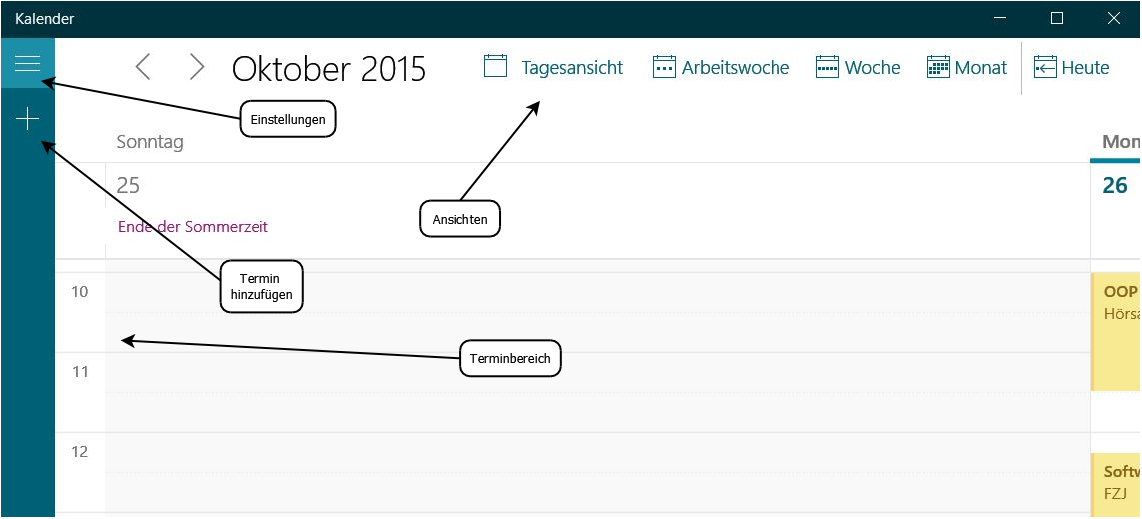 Kalender
Oktober 2015
Tagesansicht
Arbeitswoche
Woche
Monat
Heute
Einstellungen
Sonntag
Mon
25
26
Ansichten
Ende der Sommerzeit
Termin
hinzufügen
10
OOP
Hörsa
Terminbereich
11
12
Softw
FZJ